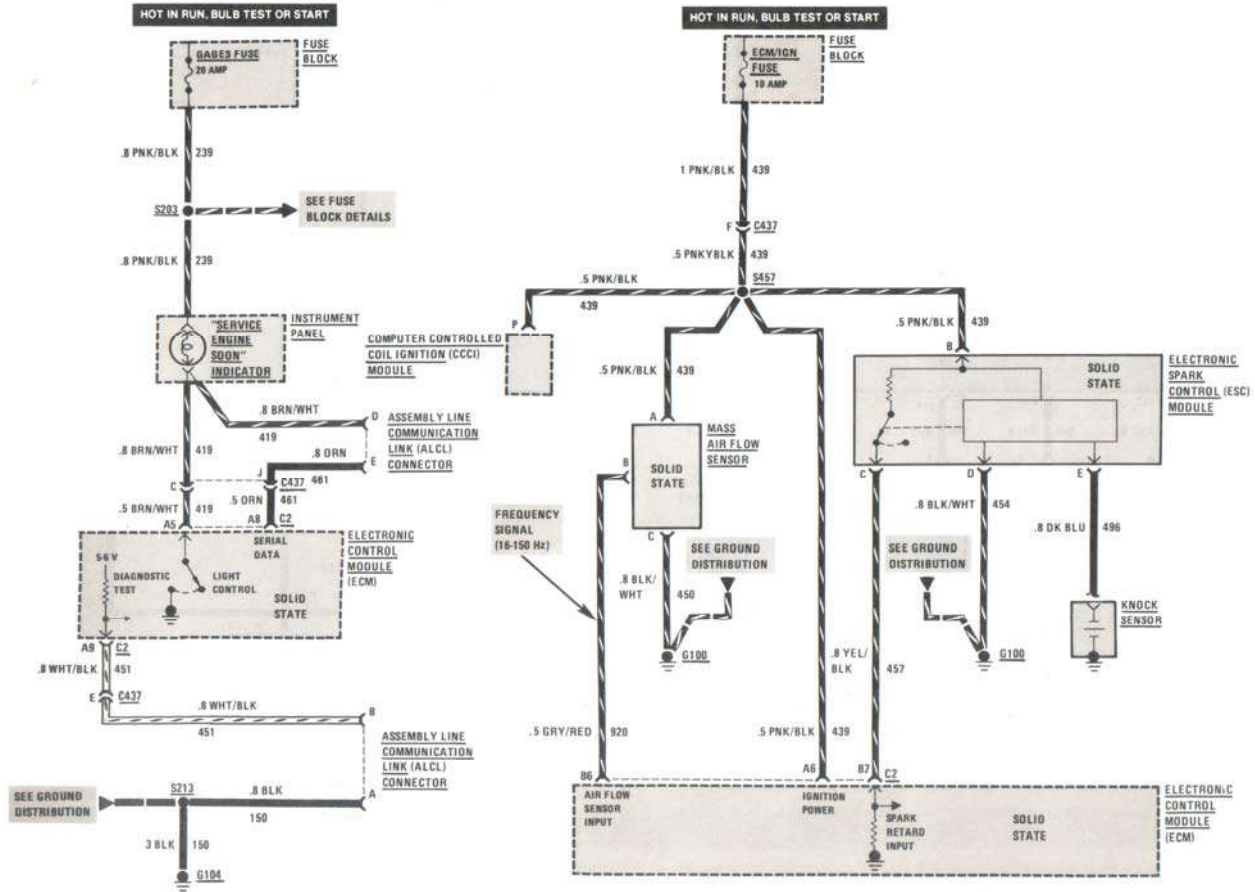 HOT IN RUN, BULB TEST OR START
GAGES FUSE
20 AMP
FUSE
BLOCK
.8 PNK/BLK
239
S203
SEE FUSE
BLOCK DETAILS
.8 PNK/BLK
239
"SERVICE
ENGINE
SOON"
INDICATOR
INSTRUMENT
PANEL
.8 BRN/WHT
419
D
ASSEMBLY LINE
COMMUNICATION
LINK (ALCL)
CONNECTOR
E
.8 BRN/WHT
419
.8 ORN
461
C
J
C437
.5 BRN/WHT
419
.5 ORN
461
A5
A8
C2
ELECTRONIC
CONTROL
MODULE
(ECM)
SERIAL
DATA
5-6 V
DIAGNOSTIC
TEST
LIGHT
CONTROL
SOLID
STATE
A9
C2
.8 WHT/BLK
451
E
C437
.8 WHT/BLK
451
B
ASSEMBLY LINE
COMMUNICATION
LINK (ALCL)
CONNECTOR
A
SEE GROUND
DISTRIBUTION
S213
.8 BLK
150
3 BLK
150
G104
HOT IN RUN, BULB TEST OR START
ECM/IGN
FUSE
10 AMP
FUSE
BLOCK
1 PNK/BLK
439
F
C437
.5 PNKYBLK
439
S457
.5 PNK/BLK
439
P
COMPUTER CONTROLLED
COIL IGNITION (CCCI)
MODULE
.5 PNK/BLK
439
A
MASS
AIR FLOW
SENSOR
B
SOLID
STATE
C
FREQUENCY
SIGNAL
(16-150 Hz)
.8 BLK/
WHT
450
SEE GROUND
DISTRIBUTION
G100
.5 PNK/BLK
439
B
SOLID
STATE
ELECTRONIC
SPARK
CONTROL (ESC)
MODULE
C
D
E
.8 BLK/WHT
454
SEE GROUND
DISTRIBUTION
G100
.8 DK BLU
496
KNOCK
SENSOR
.8 YEL/
BLK
457
.5 GRY/RED
920
.5 PNK/BLK
439
B6
A6
B7
C2
AIR FLOW
SENSOR
INPUT
IGNITION
POWER
SPARK
RETARD
INPUT
SOLID
STATE
ELECTRONIC
CONTROL
MODULE
(ECM)